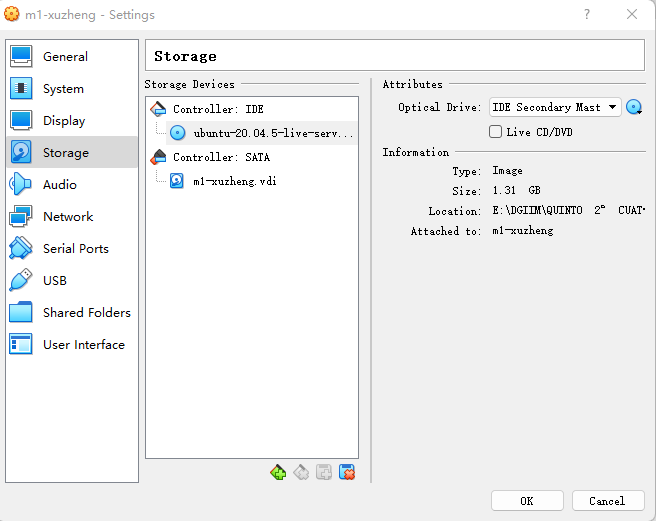 m1-xuzheng - Settings
?
General
System
Display
Storage
Audio
Network
Serial Ports
USB
Shared Folders
User Interface
Storage
Storage Devices
Controller: IDE
ubuntu-20.04.5-live-serv...
Controller: SATA
m1-xuzheng.vdi
Attributes
Optical Drive: IDE Secondary Mast
Live CD/DVD
Information
Type: Image
Size: 1.31 GB
Location: E:\DGIIM\QUINTO 2° CUAT
Attached to: m1-xuzheng
OK
Cancel